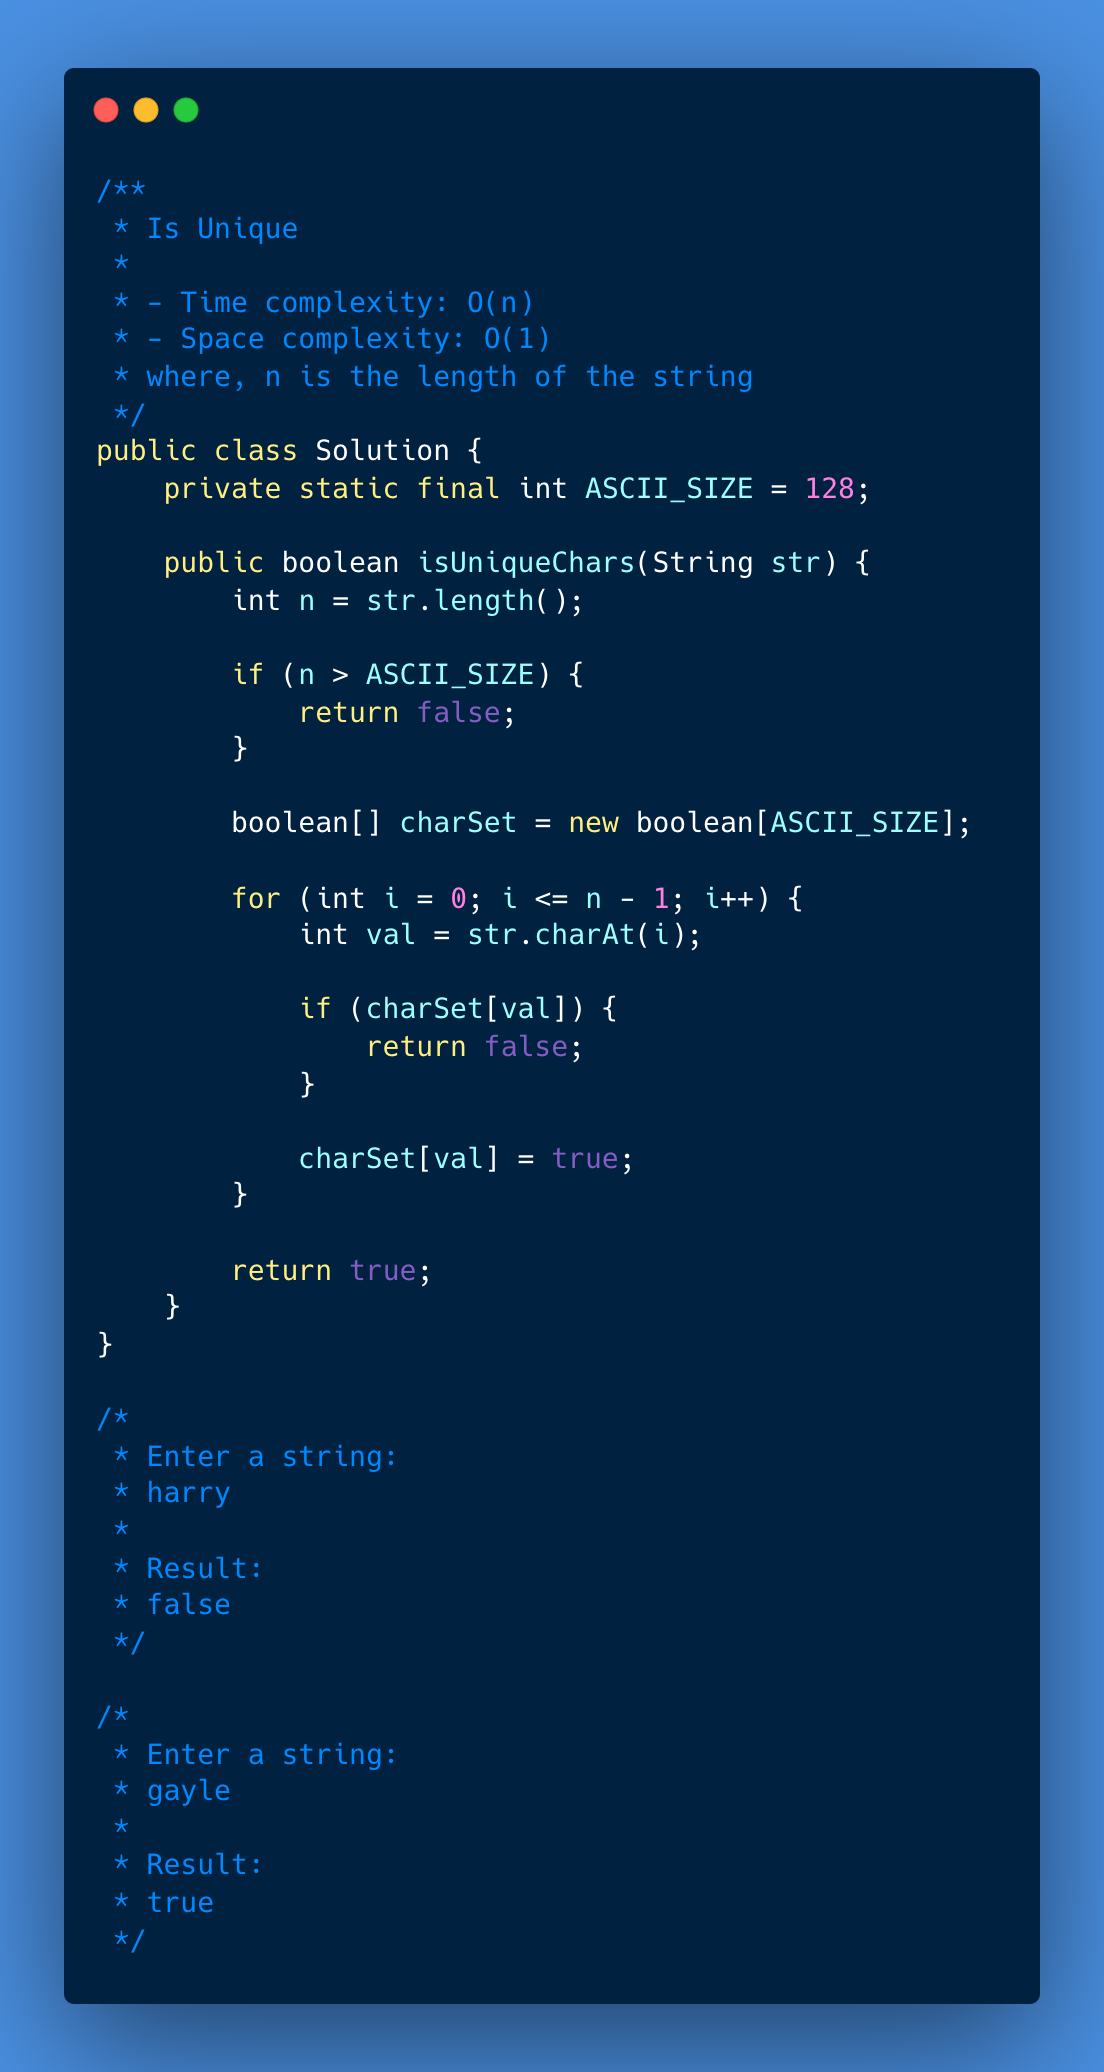 /**
 * Is Unique
 *
 * - Time complexity: O(n)
 * - Space complexity: O(1)
 * where, n is the length of the string
 */
public class Solution {
    private static final int ASCII_SIZE = 128;

    public boolean isUniqueChars(String str) {
        int n = str.length();

        if (n > ASCII_SIZE) {
            return false;
        }

        boolean[] charSet = new boolean[ASCII_SIZE];

        for (int i = 0; i <= n - 1; i++) {
            int val = str.charAt(i);

            if (charSet[val]) {
                return false;
            }

            charSet[val] = true;
        }

        return true;
    }
}

/*
 * Enter a string:
 * harry
 *
 * Result:
 * false
 */

/*
 * Enter a string:
 * gayle
 *
 * Result:
 * true
 */